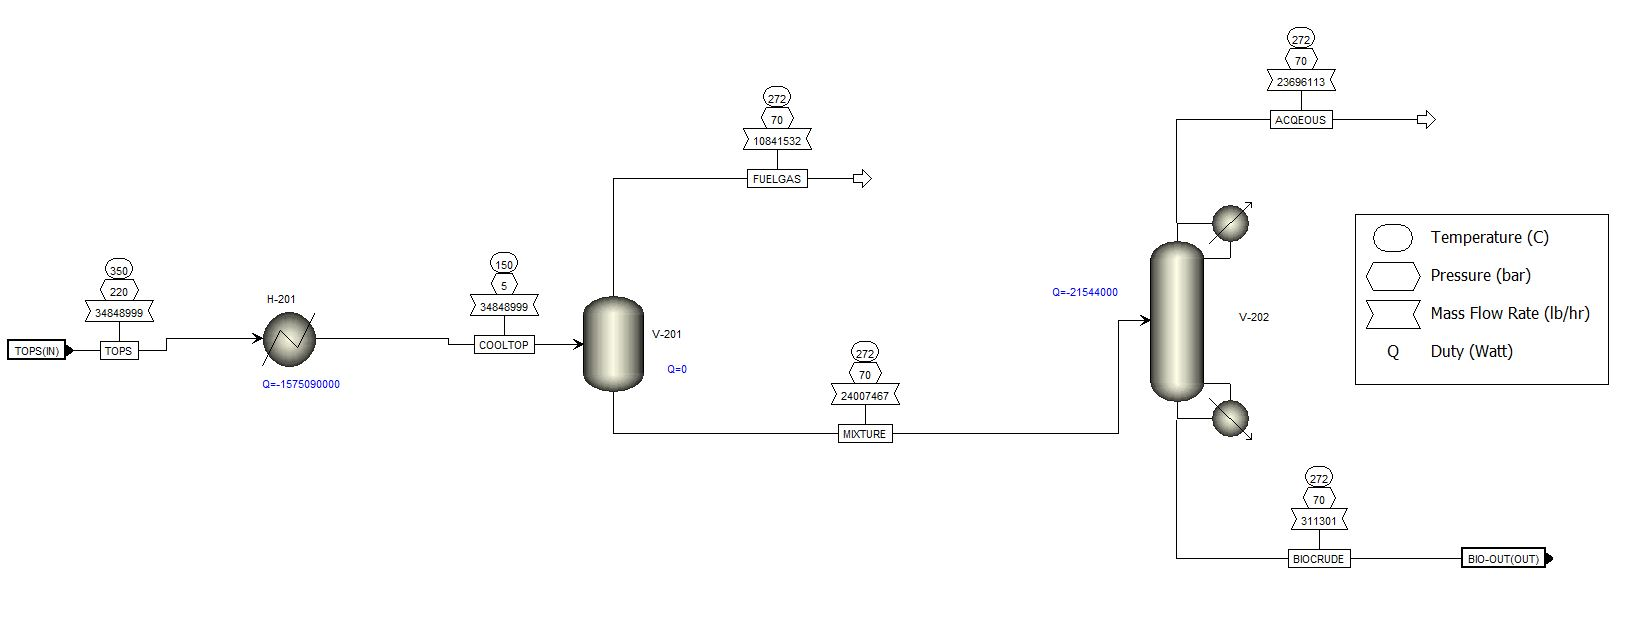 272
70
23696113
ACQEOUS
272
70
10841532
FUELGAS
Temperature (C)
Pressure (bar)
Mass Flow Rate (lb/hr)
Q Duty (Watt)
350
220
34848999
TOPS(IN)
TOPS
H-201
Q=-1575090000
150
5
34848999
COOLTOP
V-201
Q=0
272
70
24007467
MIXTURE
Q=-21544000
V-202
272
70
311301
BIOCRUDE
BIO-OUT(OUT)